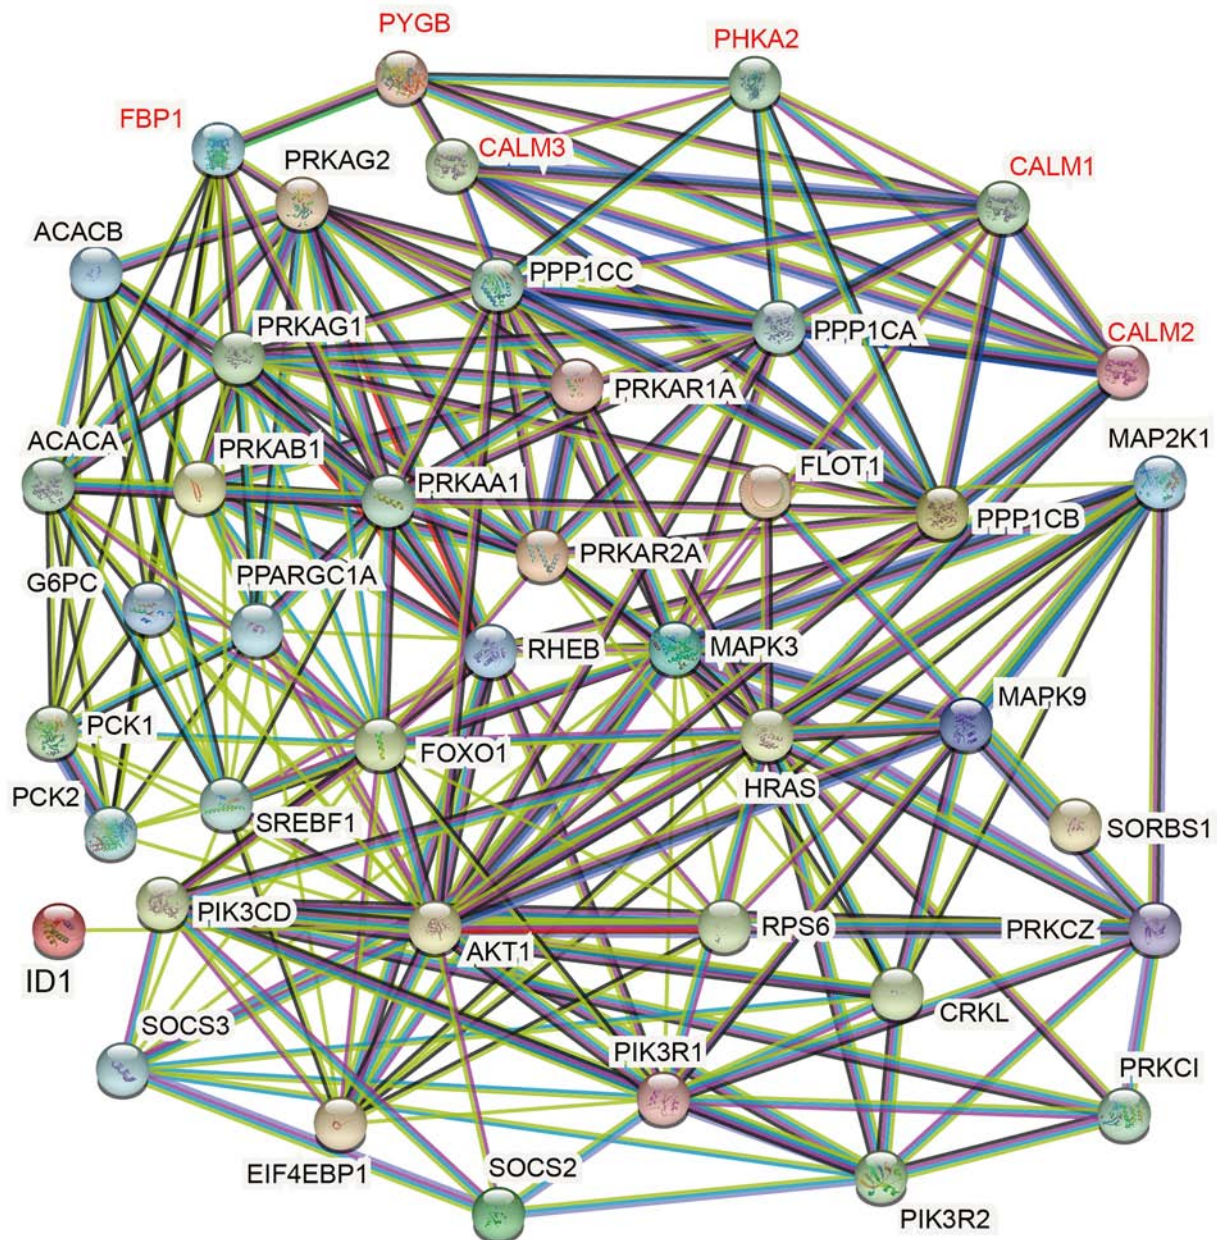 PYGB
PHKA2
FBP1
CALM3
PRKAG2
CALM1
ACACB
PPP1CC
PRKAG1
PPP1CA
CALM2
PRKAR1A
ACACA
PRKAB1
MAP2K1
PRKAA1
FLOT1
PPP1CB
PRKAR2A
G6PC
PPARGC1A
RHEB
MAPK3
MAPK9
PCK1
FOXO1
HRAS
PCK2
SREBF1
SORBS1
PIK3CD
RPS6
PRKCZ
AKT1
ID1
CRKL
SOCS3
PIK3R1
PRKCI
EIF4EBP1
SOCS2
PIK3R2